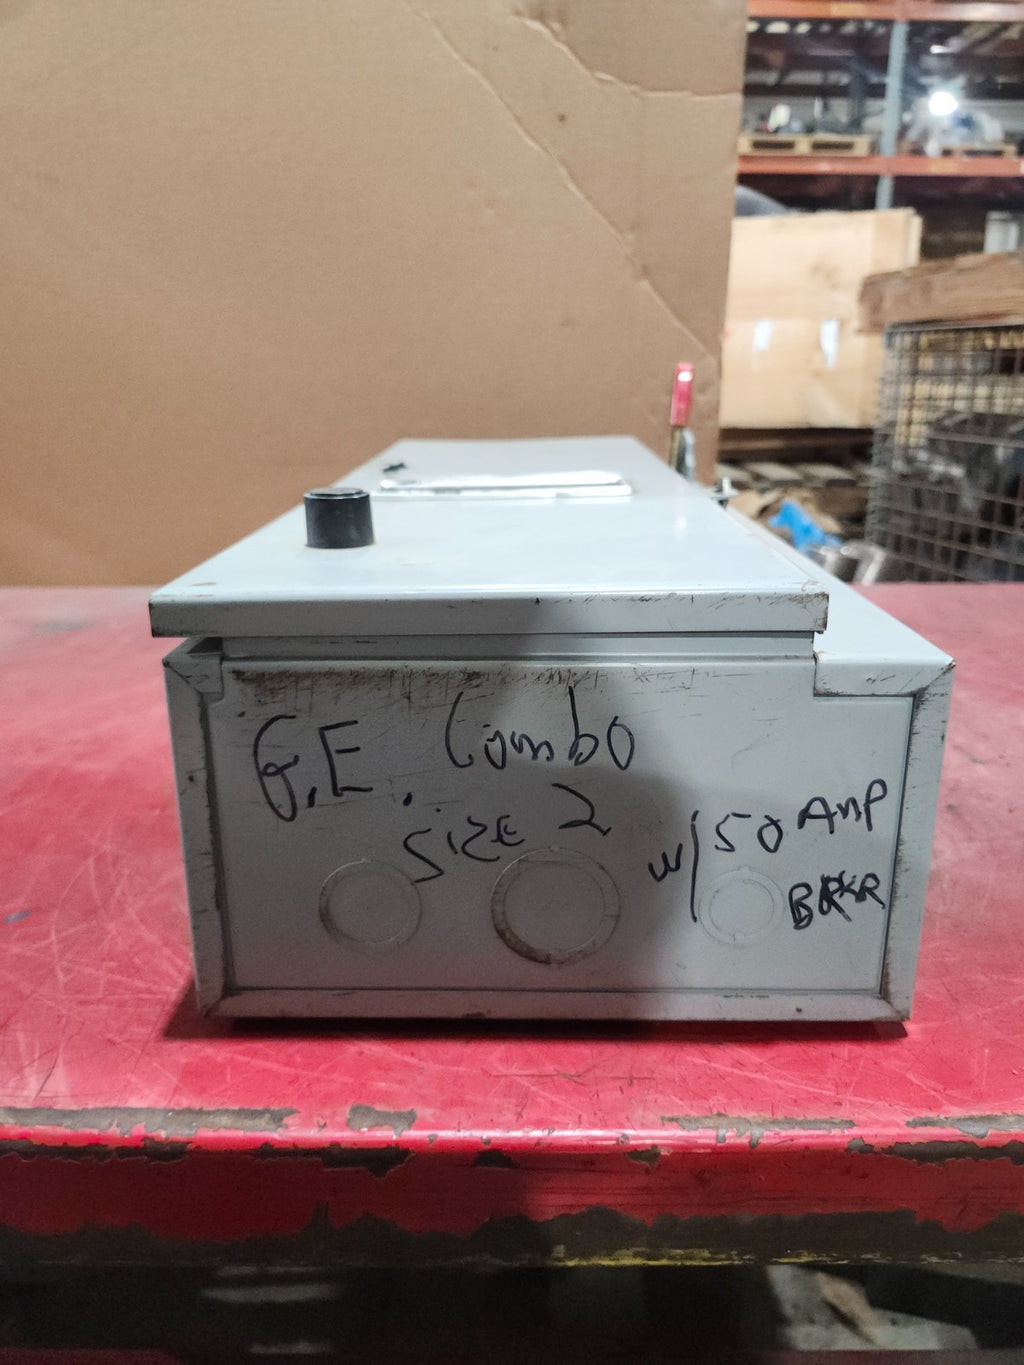 G.E. Combo
SIZE 2
w/ 50 Amp
BRKR